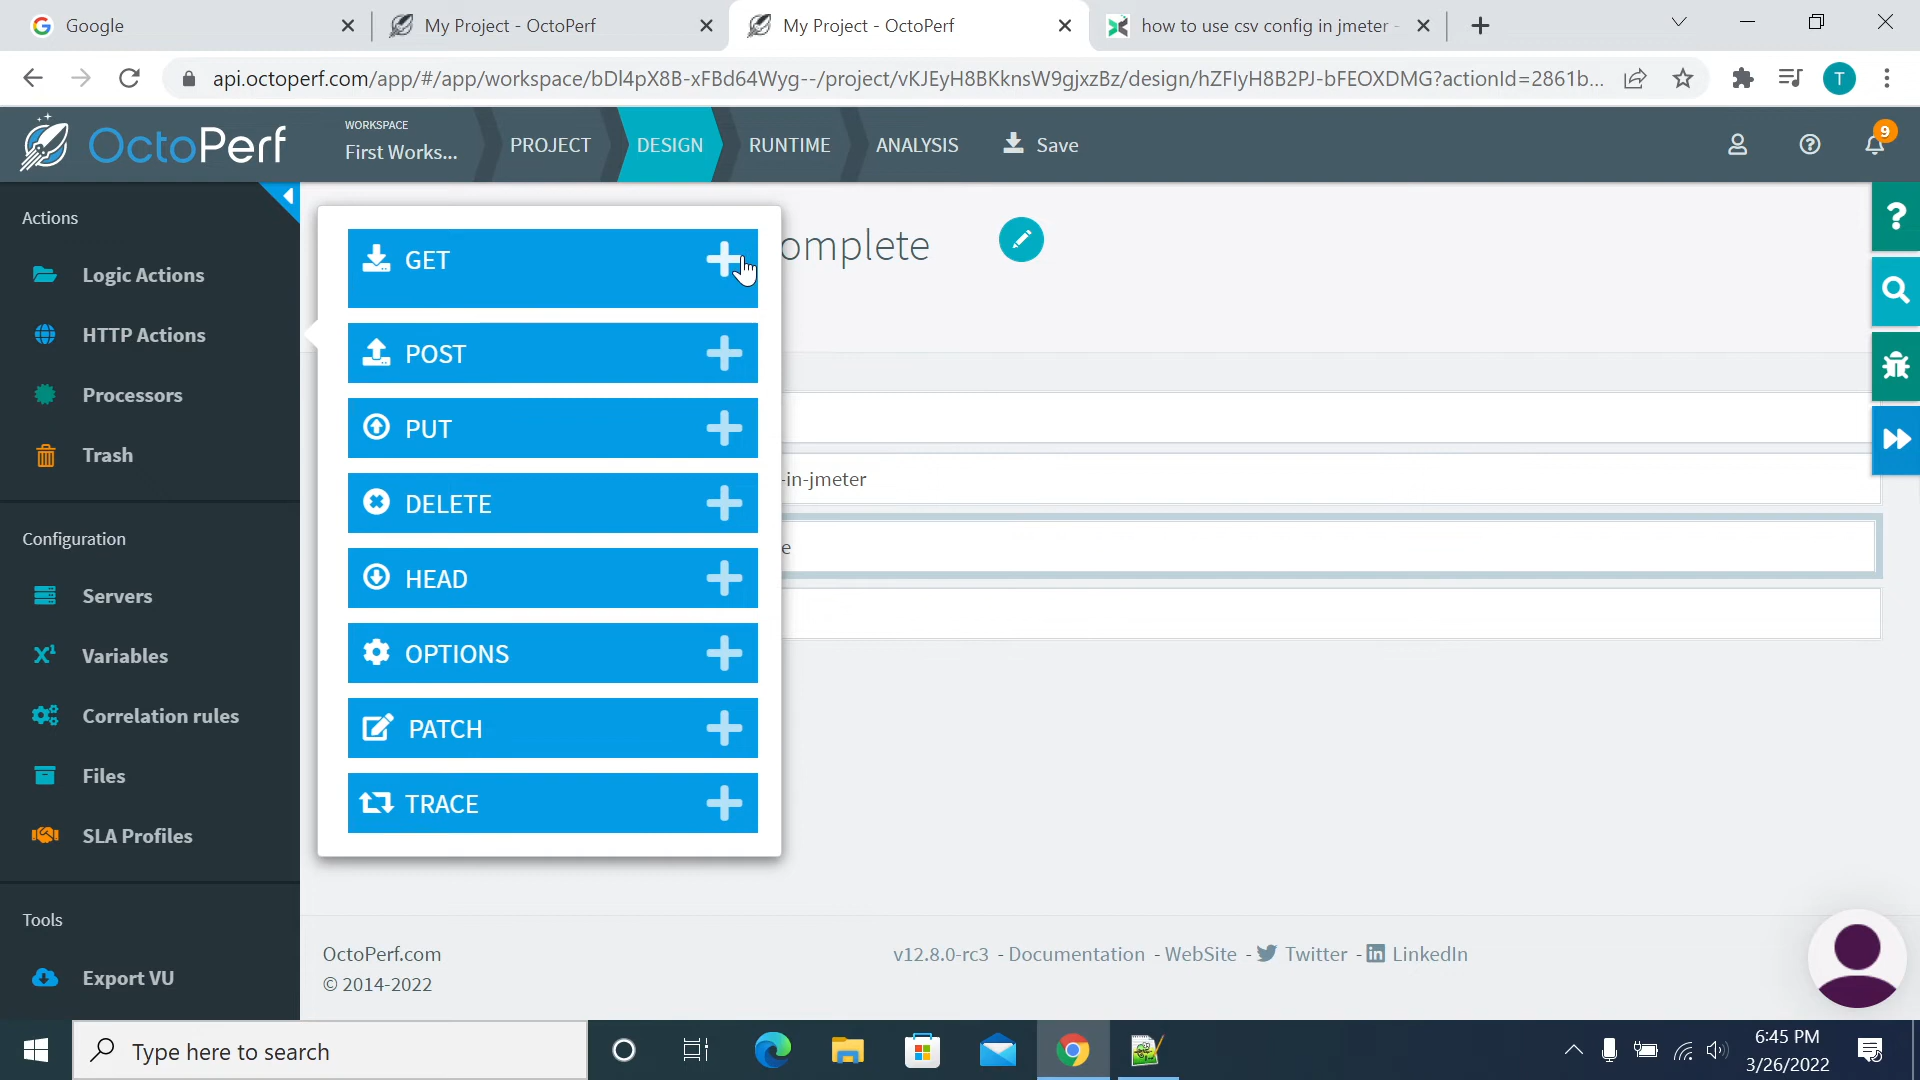 Google
My Project - OctoPerf
My Project - OctoPerf
how to use csv config in jmeter -
api.octoperf.com/app/#/app/workspace/bDl4pX8B-xFBd64Wyg--/project/vKJEyH8BKknsW9gjxzBz/design/hZFIyH8B2PJ-bFEOXDMG?actionId=2861b...
T
OctoPerf
WORKSPACE
First Works...
PROJECT
DESIGN
RUNTIME
ANALYSIS
Save
9
Actions
Logic Actions
HTTP Actions
Processors
Trash
Configuration
Servers
Variables
Correlation rules
Files
SLA Profiles
Tools
Export VU
GET
POST
PUT
DELETE
HEAD
OPTIONS
PATCH
TRACE
omplete
-in-jmeter
e
OctoPerf.com
© 2014-2022
v12.8.0-rc3 - Documentation - WebSite - Twitter - LinkedIn
Type here to search
6:45 PM
3/26/2022